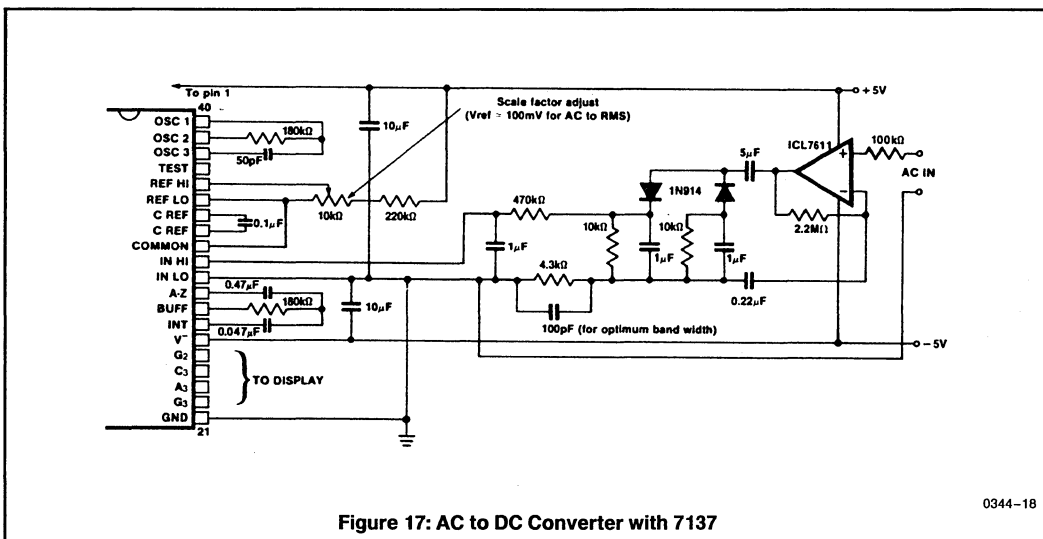 To pin 1
40
OSC 1
OSC 2
OSC 3
TEST
REF HI
REF LO
C REF
C REF
COMMON
IN HI
IN LO
A-Z
BUFF
INT
V⁻
G₂
C₃
A₃
G₃
GND
21
180kΩ
50pF
0.1μF
10kΩ
220kΩ
Scale factor adjust
(Vref = 100mV for AC to RMS)
10μF
+ 5V
ICL7611
+
−
100kΩ
AC IN
5μF
1N914
2.2MΩ
470kΩ
10kΩ
10kΩ
1μF
1μF
1μF
4.3kΩ
0.22μF
100pF (for optimum band width)
0.47μF
180kΩ
0.047μF
10μF
− 5V
TO DISPLAY
0344–18
Figure 17: AC to DC Converter with 7137